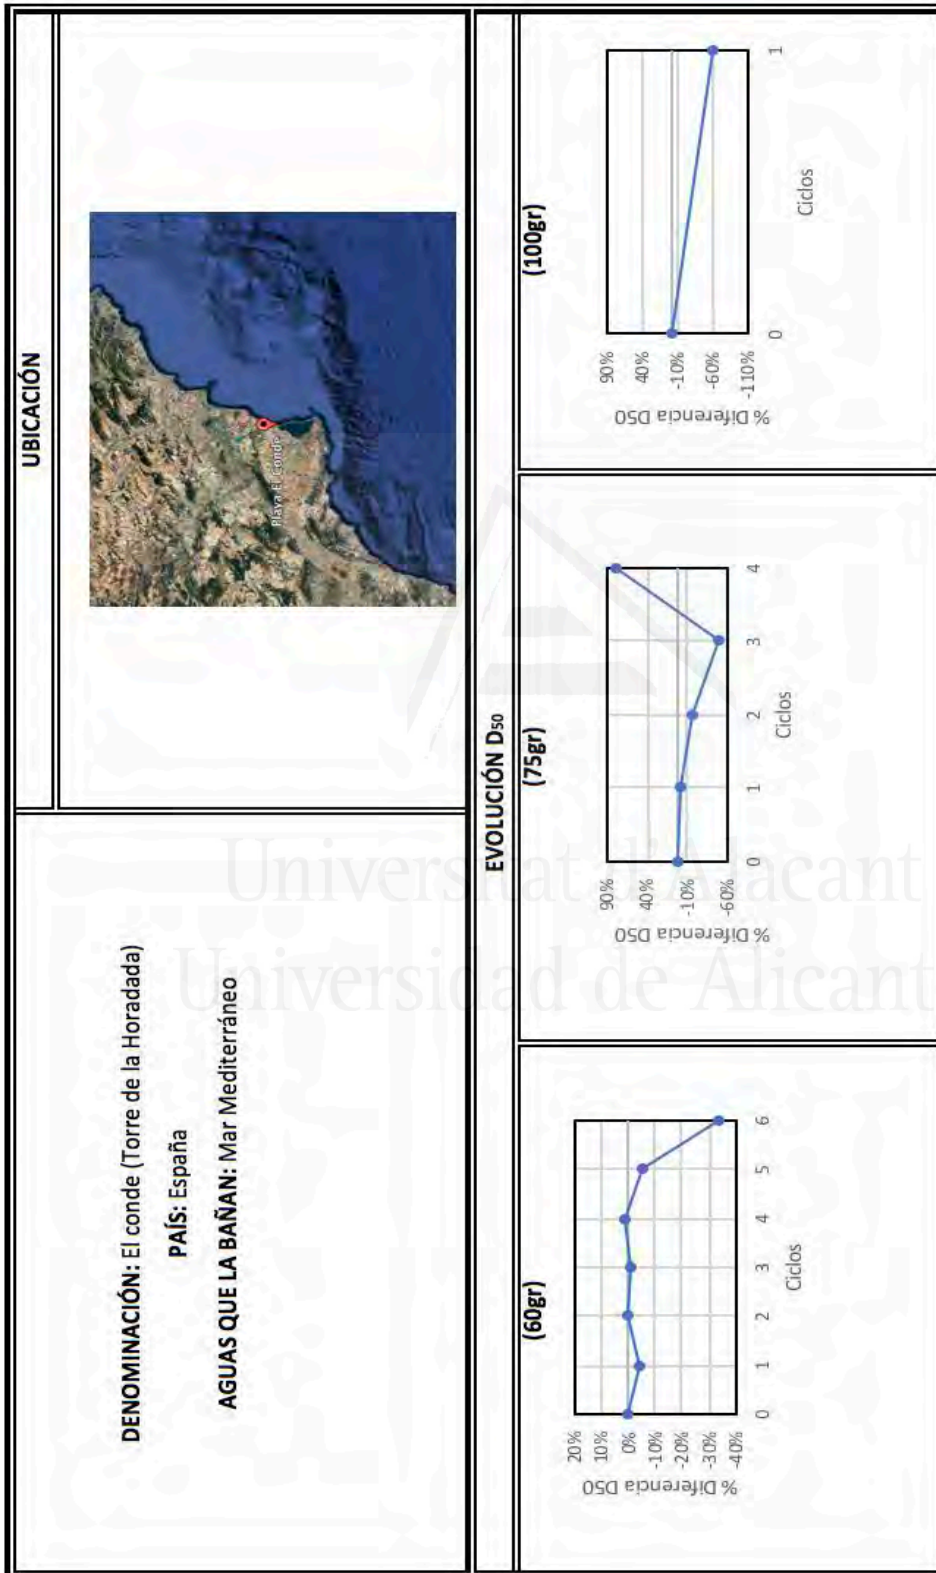 DENOMINACIÓN: El conde (Torre de la Horadada)
PAÍS: España
AGUAS QUE LA BAÑAN: Mar Mediterráneo
UBICACIÓN
Playa El Conde
EVOLUCIÓN D50
(60gr)
% Diferencia D50
20%
10%
0%
-10%
-20%
-30%
-40%
0 1 2 3 4 5 6
Ciclos
(75gr)
% Diferencia D50
90%
40%
-10%
-60%
0 1 2 3 4
Ciclos
(100gr)
% Diferencia D50
90%
40%
-10%
-60%
-110%
0 1
Ciclos
Universitat d'Alacant
Universidad de Alicant